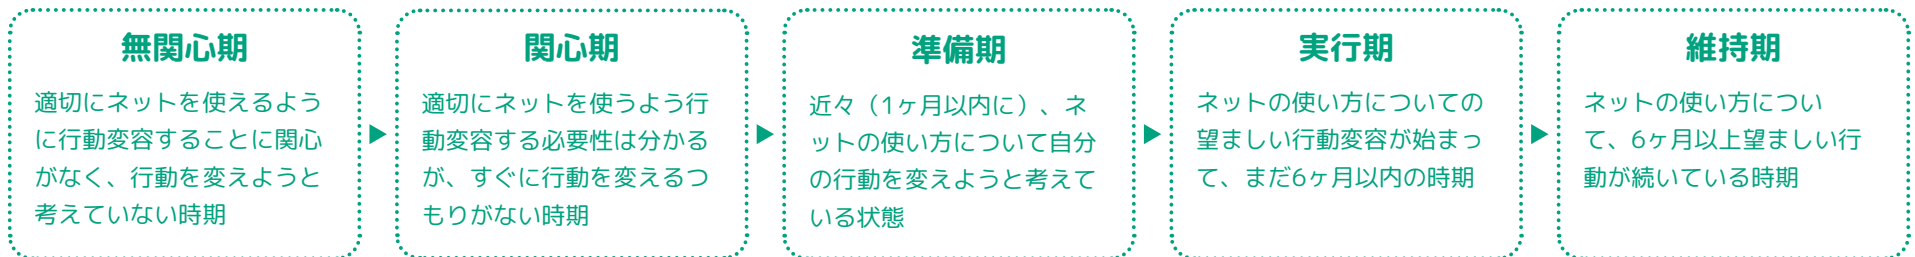 無関心期
適切にネットを使えるよう
に行動変容することに関心
がなく、行動を変えようと
考えていない時期
関心期
適切にネットを使うよう行
動変容する必要性は分かる
が、すぐに行動を変えるつ
もりがない時期
準備期
近々（1ヶ月以内に）、ネ
ットの使い方について自分
の行動を変えようと考えて
いる状態
実行期
ネットの使い方についての
望ましい行動変容が始まっ
て、まだ6ヶ月以内の時期
維持期
ネットの使い方につい
て、6ヶ月以上望ましい行
動が続いている時期